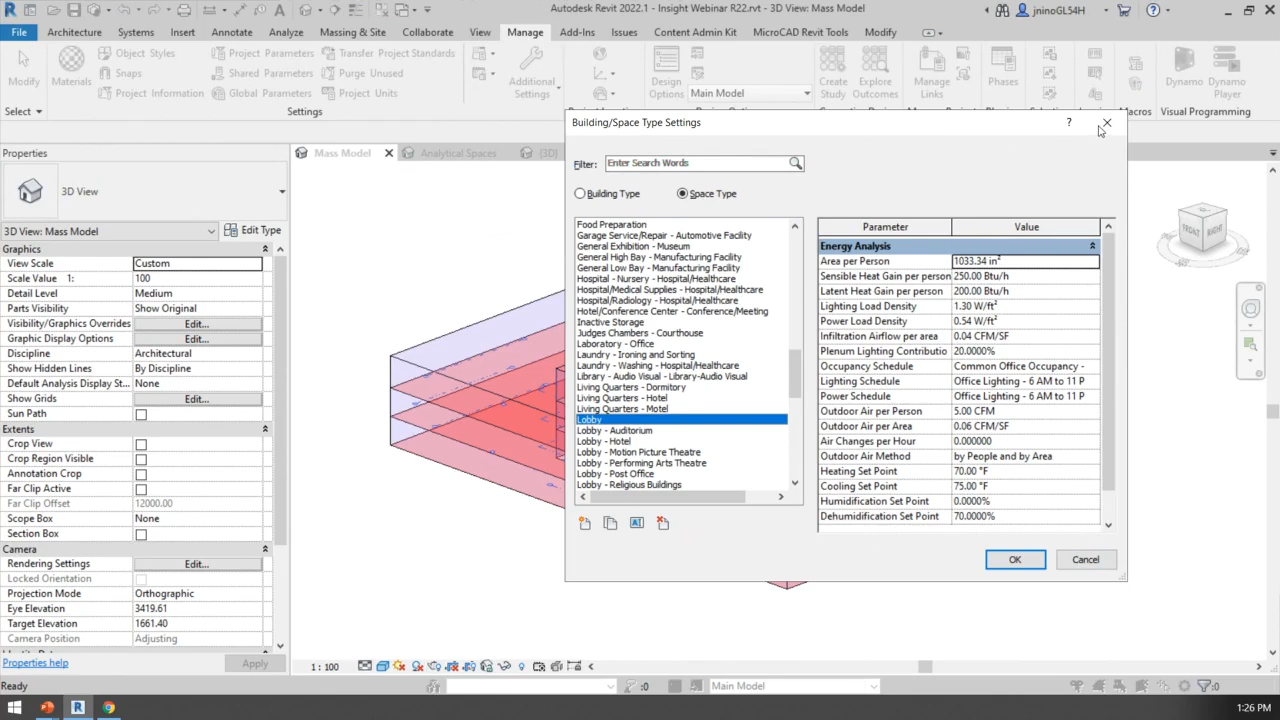 Autodesk Revit 2022.1 - Insight Webinar R22.rvt - 3D View: Mass Model
jninoGL54H
File Architecture Systems Insert Annotate Analyze Massing & Site Collaborate View Manage Add-Ins Issues Content Admin Kit MicroCAD Revit Tools Modify
Modify
Materials
Object Styles
Snaps
Project Information
Project Parameters
Shared Parameters
Global Parameters
Transfer Project Standards
Purge Unused
Project Units
Additional
Settings
Design
Options
Main Model
Create
Study
Explore
Outcomes
Manage
Links
Phases
Dynamo
Dynamo
Player
Select
Settings
Macros
Visual Programming
Properties
3D View
3D View: Mass Model
Edit Type
Graphics
View Scale Custom
Scale Value 1: 100
Detail Level Medium
Parts Visibility Show Original
Visibility/Graphics Overrides Edit...
Graphic Display Options Edit...
Discipline Architectural
Show Hidden Lines By Discipline
Default Analysis Display St... None
Show Grids Edit...
Sun Path
Extents
Crop View
Crop Region Visible
Annotation Crop
Far Clip Active
Far Clip Offset 12000.00
Scope Box None
Section Box
Camera
Rendering Settings Edit...
Locked Orientation
Projection Mode Orthographic
Eye Elevation 3419.61
Target Elevation 1661.40
Camera Position Adjusting
Properties help
Apply
Mass Model
Analytical Spaces
{3D}
FRONT
RIGHT
Building/Space Type Settings
?
Filter:
Enter Search Words
Building Type
Space Type
Food Preparation
Garage Service/Repair - Automotive Facility
General Exhibition - Museum
General High Bay - Manufacturing Facility
General Low Bay - Manufacturing Facility
Hospital - Nursery - Hospital/Healthcare
Hospital/Medical Supplies - Hospital/Healthcare
Hospital/Radiology - Hospital/Healthcare
Hotel/Conference Center - Conference/Meeting
Inactive Storage
Judges Chambers - Courthouse
Laboratory - Office
Laundry - Ironing and Sorting
Laundry - Washing - Hospital/Healthcare
Library - Audio Visual - Library-Audio Visual
Living Quarters - Dormitory
Living Quarters - Hotel
Living Quarters - Motel
Lobby
Lobby - Auditorium
Lobby - Hotel
Lobby - Motion Picture Theatre
Lobby - Performing Arts Theatre
Lobby - Post Office
Lobby - Religious Buildings
Parameter Value
Energy Analysis
Area per Person 1033.34 in²
Sensible Heat Gain per person 250.00 Btu/h
Latent Heat Gain per person 200.00 Btu/h
Lighting Load Density 1.30 W/ft²
Power Load Density 0.54 W/ft²
Infiltration Airflow per area 0.04 CFM/SF
Plenum Lighting Contributio 20.0000%
Occupancy Schedule Common Office Occupancy -
Lighting Schedule Office Lighting - 6 AM to 11 P
Power Schedule Office Lighting - 6 AM to 11 P
Outdoor Air per Person 5.00 CFM
Outdoor Air per Area 0.06 CFM/SF
Air Changes per Hour 0.000000
Outdoor Air Method by People and by Area
Heating Set Point 70.00 °F
Cooling Set Point 75.00 °F
Humidification Set Point 0.0000%
Dehumidification Set Point 70.0000%
OK
Cancel
1 : 100
Ready
:0
Main Model
:0
1:26 PM